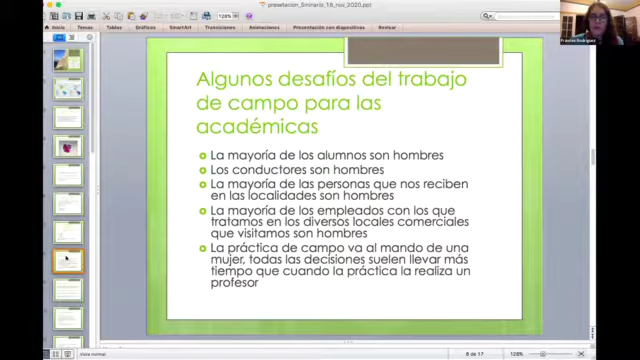 presetacion_Sminario_18_nov_2020.ppt
128%
Inicio Temas Tablas Gráficos SmartArt Transiciones Animaciones Presentación con diapositivas Revisar
Frances Rodríguez
Algunos desafíos del trabajo
de campo para las
académicas
La mayoría de los alumnos son hombres
Los conductores son hombres
La mayoría de las personas que nos reciben
en las localidades son hombres
La mayoría de los empleados con los que
tratamos en los diversos locales comerciales
que visitamos son hombres
La práctica de campo va al mando de una
mujer, todas las decisiones suelen llevar más
tiempo que cuando la práctica la realiza un
profesor
Vista normal
8 de 17
128%